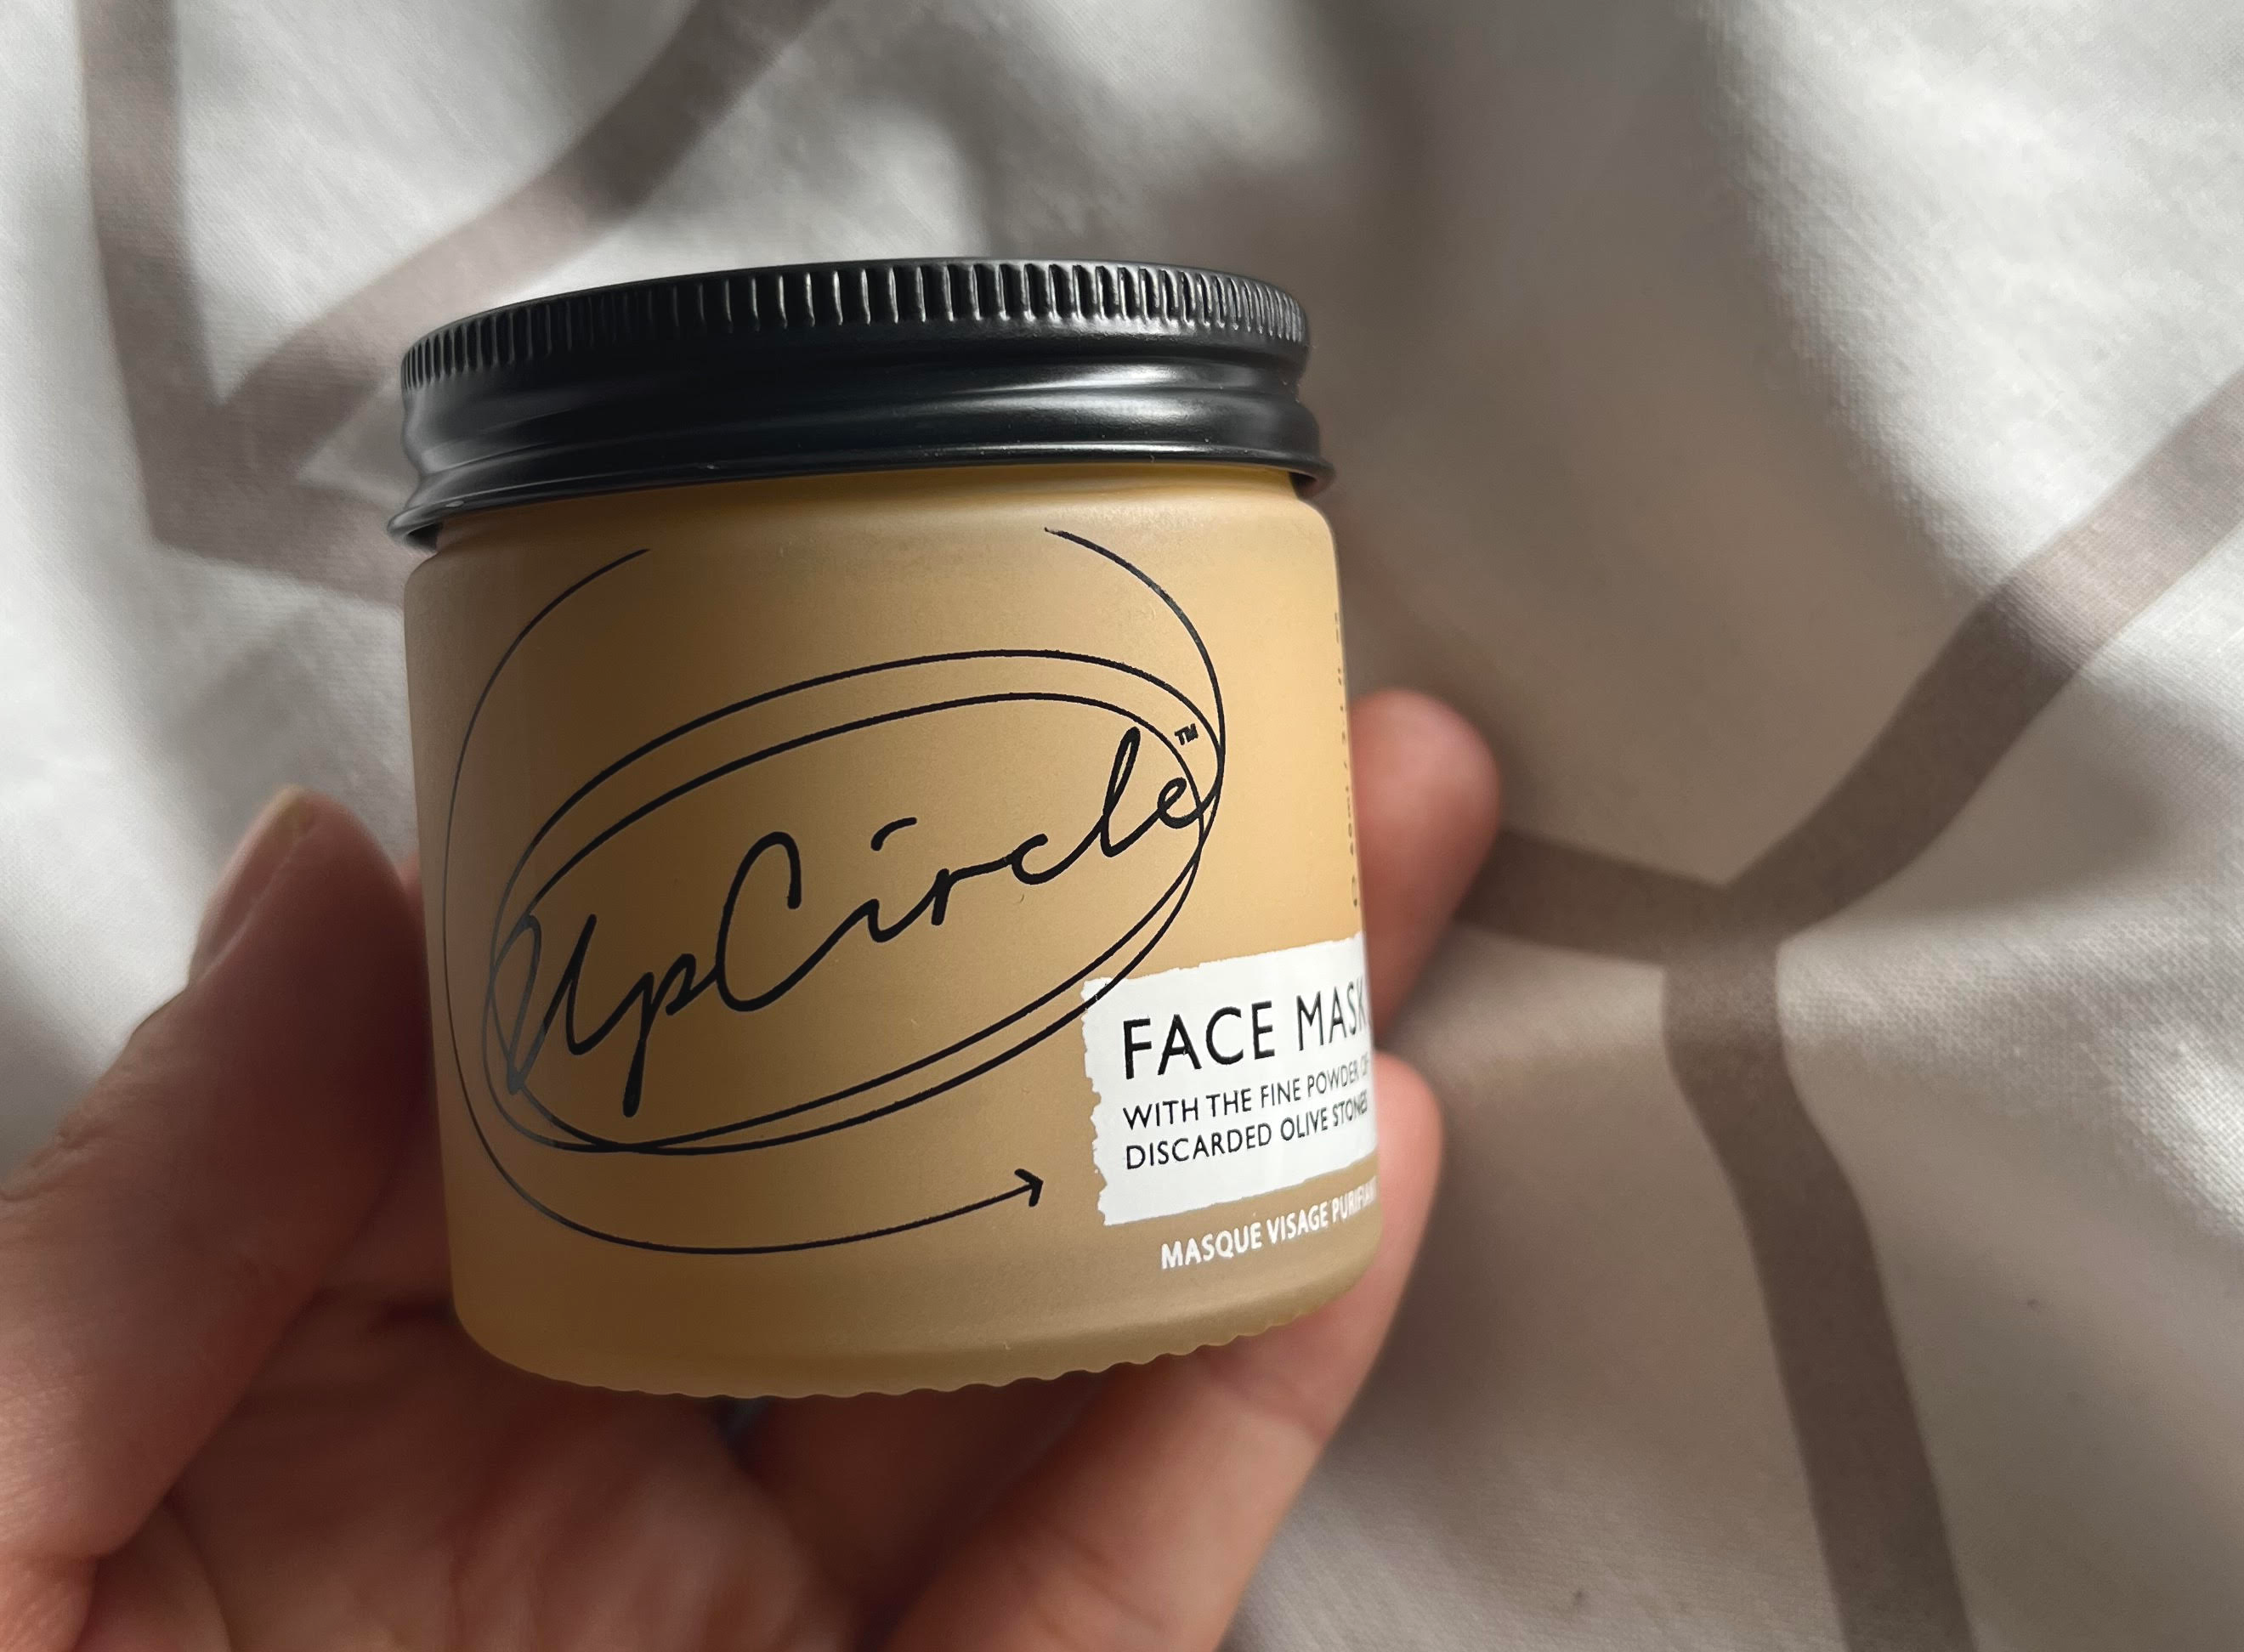 UpCircle™
FACE MASK
WITH THE FINE POWDER OF
DISCARDED OLIVE STONES
MASQUE VISAGE